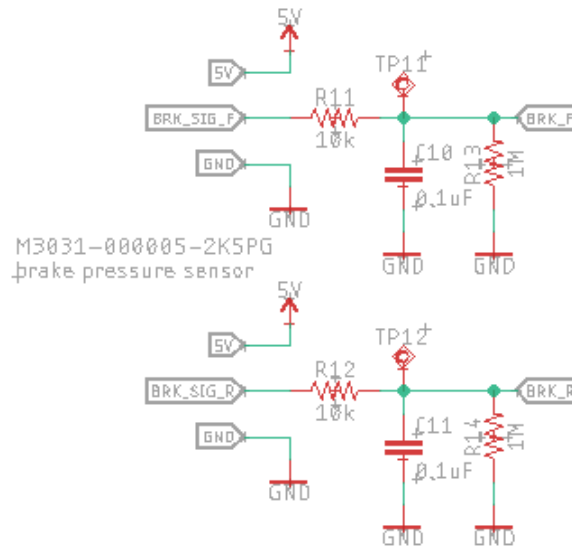 5V
5V
TP11
R11
BRK_SIG_F
10k
BRK_F
GND
C10
0.1uF
R13
1M
GND
GND
GND
M3031-000005-2K5PG
brake pressure sensor
5V
5V
TP12
R12
BRK_SIG_R
10k
BRK_R
GND
C11
0.1uF
R14
1M
GND
GND
GND